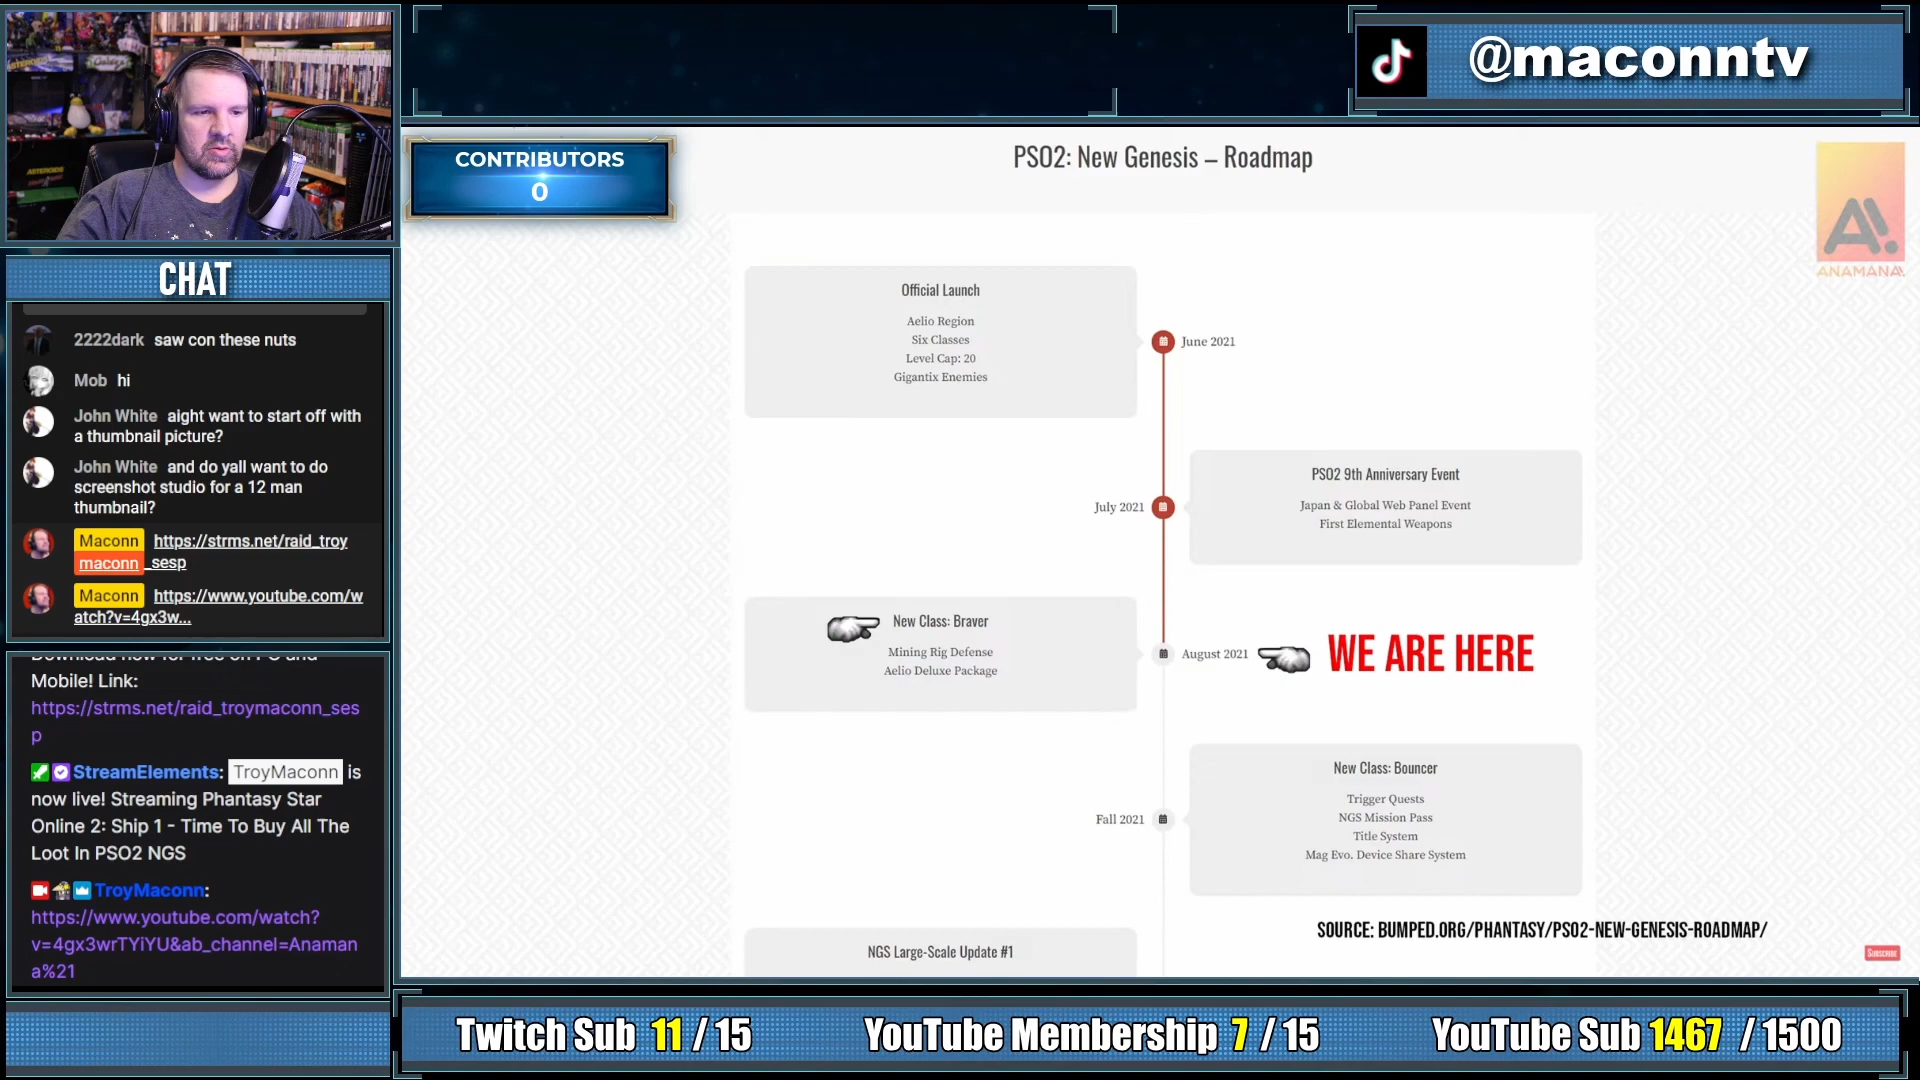 @maconntv
CONTRIBUTORS
0
PSO2: New Genesis – Roadmap
ANAMANA.
Official Launch
Aelio Region
Six Classes
Level Cap: 20
Gigantix Enemies
June 2021
PSO2 9th Anniversary Event
Japan & Global Web Panel Event
First Elemental Weapons
July 2021
New Class: Braver
Mining Rig Defense
Aelio Deluxe Package
August 2021
WE ARE HERE
New Class: Bouncer
Trigger Quests
NGS Mission Pass
Title System
Mag Evo. Device Share System
Fall 2021
NGS Large-Scale Update #1
SOURCE: BUMPED.ORG/PHANTASY/PSO2-NEW-GENESIS-ROADMAP/
SUBSCRIBE
CHAT
2222dark saw con these nuts
Mob hi
John White aight want to start off with
a thumbnail picture?
John White and do yall want to do
screenshot studio for a 12 man
thumbnail?
Maconn https://strms.net/raid_troy
maconn_sesp
Maconn https://www.youtube.com/w
atch?v=4gx3w...
Download now for free on PC and
Mobile! Link:
https://strms.net/raid_troymaconn_ses
p
StreamElements: TroyMaconn is
now live! Streaming Phantasy Star
Online 2: Ship 1 - Time To Buy All The
Loot In PSO2 NGS
TroyMaconn:
https://www.youtube.com/watch?
v=4gx3wrTYiYU&ab_channel=Anaman
a%21
Twitch Sub 11 / 15
YouTube Membership 7 / 15
YouTube Sub 1467 / 1500